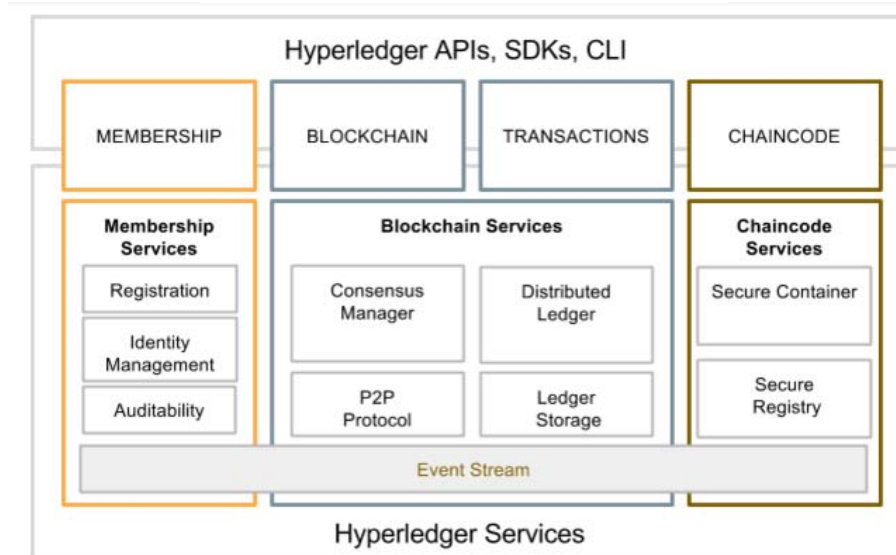 Hyperledger APIs, SDKs, CLI
MEMBERSHIP
BLOCKCHAIN
TRANSACTIONS
CHAINCODE
Membership
Services
Registration
Identity
Management
Auditability
Blockchain Services
Consensus
Manager
Distributed
Ledger
P2P
Protocol
Ledger
Storage
Chaincode
Services
Secure Container
Secure
Registry
Event Stream
Hyperledger Services